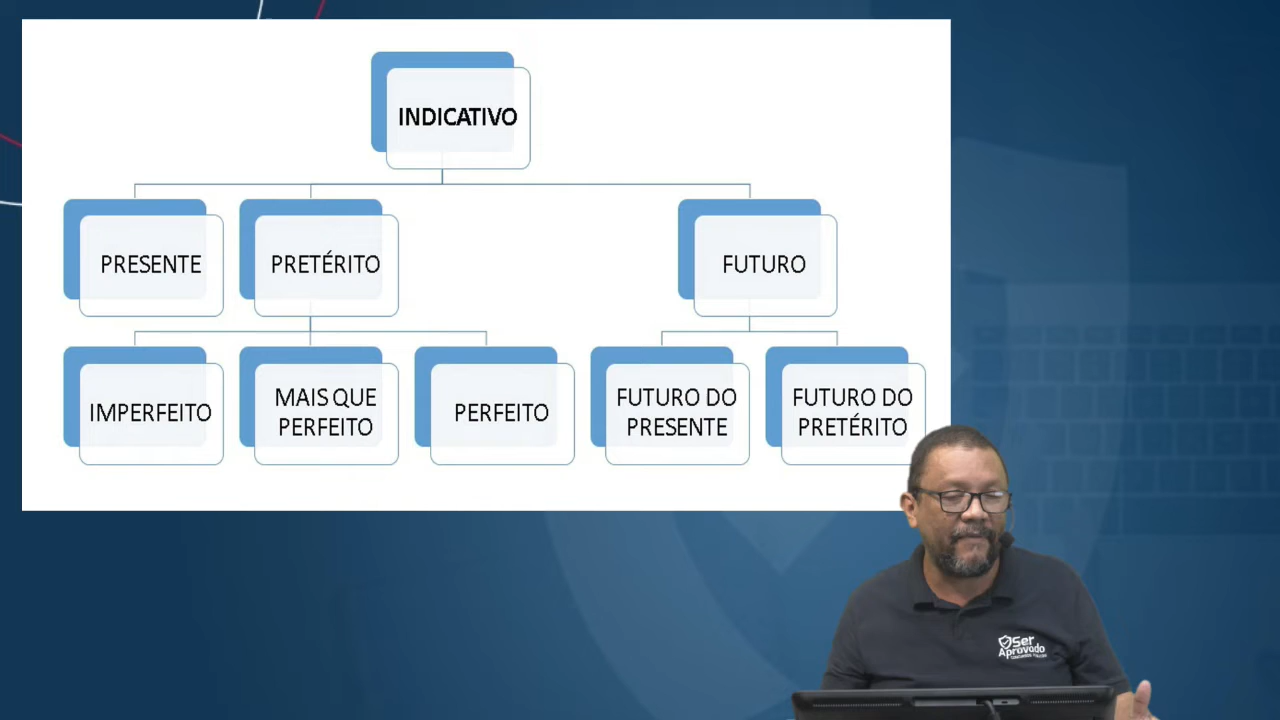 INDICATIVO
PRESENTE
PRETÉRITO
FUTURO
IMPERFEITO
MAIS QUE
PERFEITO
PERFEITO
FUTURO DO
PRESENTE
FUTURO DO
PRETÉRITO
Ser
Aprovado